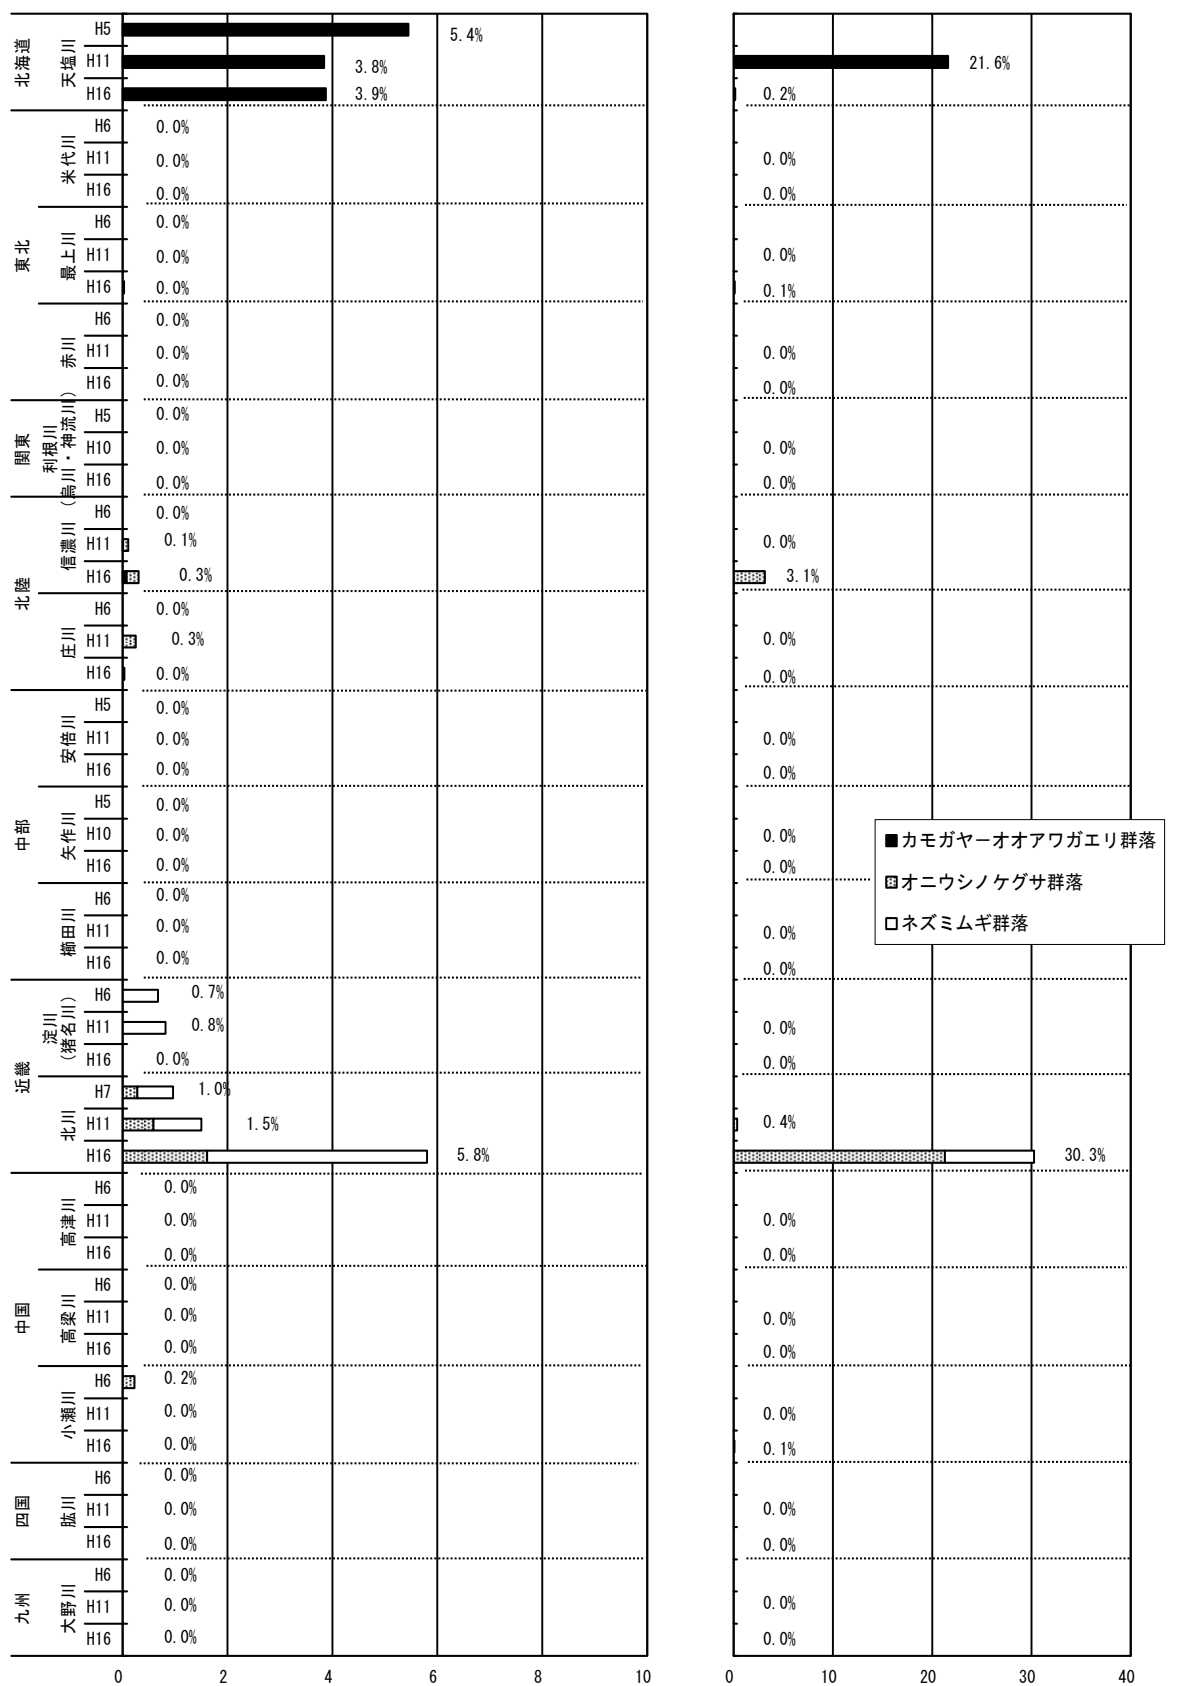 北海道
天塩川
H5 5.4%
H11 3.8% 21.6%
H16 3.9% 0.2%
東北
米代川
H6 0.0%
H11 0.0% 0.0%
H16 0.0% 0.0%
最上川
H6 0.0%
H11 0.0% 0.0%
H16 0.0% 0.1%
赤川
H6 0.0%
H11 0.0% 0.0%
H16 0.0% 0.0%
関東
利根川
(烏川・神流川)
H5 0.0%
H10 0.0% 0.0%
H16 0.0% 0.0%
北陸
信濃川
H6 0.0%
H11 0.1% 0.0%
H16 0.3% 3.1%
庄川
H6 0.0%
H11 0.3% 0.0%
H16 0.0% 0.0%
中部
安倍川
H5 0.0%
H11 0.0% 0.0%
H16 0.0% 0.0%
矢作川
H5 0.0%
H10 0.0% 0.0%
H16 0.0% 0.0%
櫛田川
H6 0.0%
H11 0.0% 0.0%
H16 0.0% 0.0%
カモガヤーオオアワガエリ群落
オニウシノケグサ群落
ネズミムギ群落
近畿
淀川
(猪名川)
H6 0.7%
H11 0.8% 0.0%
H16 0.0% 0.0%
北川
H7 1.0%
H11 1.5% 0.4%
H16 5.8% 30.3%
中国
高津川
H6 0.0%
H11 0.0% 0.0%
H16 0.0% 0.0%
高梁川
H6 0.0%
H11 0.0% 0.0%
H16 0.0% 0.0%
小瀬川
H6 0.2%
H11 0.0% 0.0%
H16 0.0% 0.1%
四国
肱川
H6 0.0%
H11 0.0% 0.0%
H16 0.0% 0.0%
九州
大野川
H6 0.0%
H11 0.0% 0.0%
H16 0.0% 0.0%
0 2 4 6 8 10 0 10 20 30 40